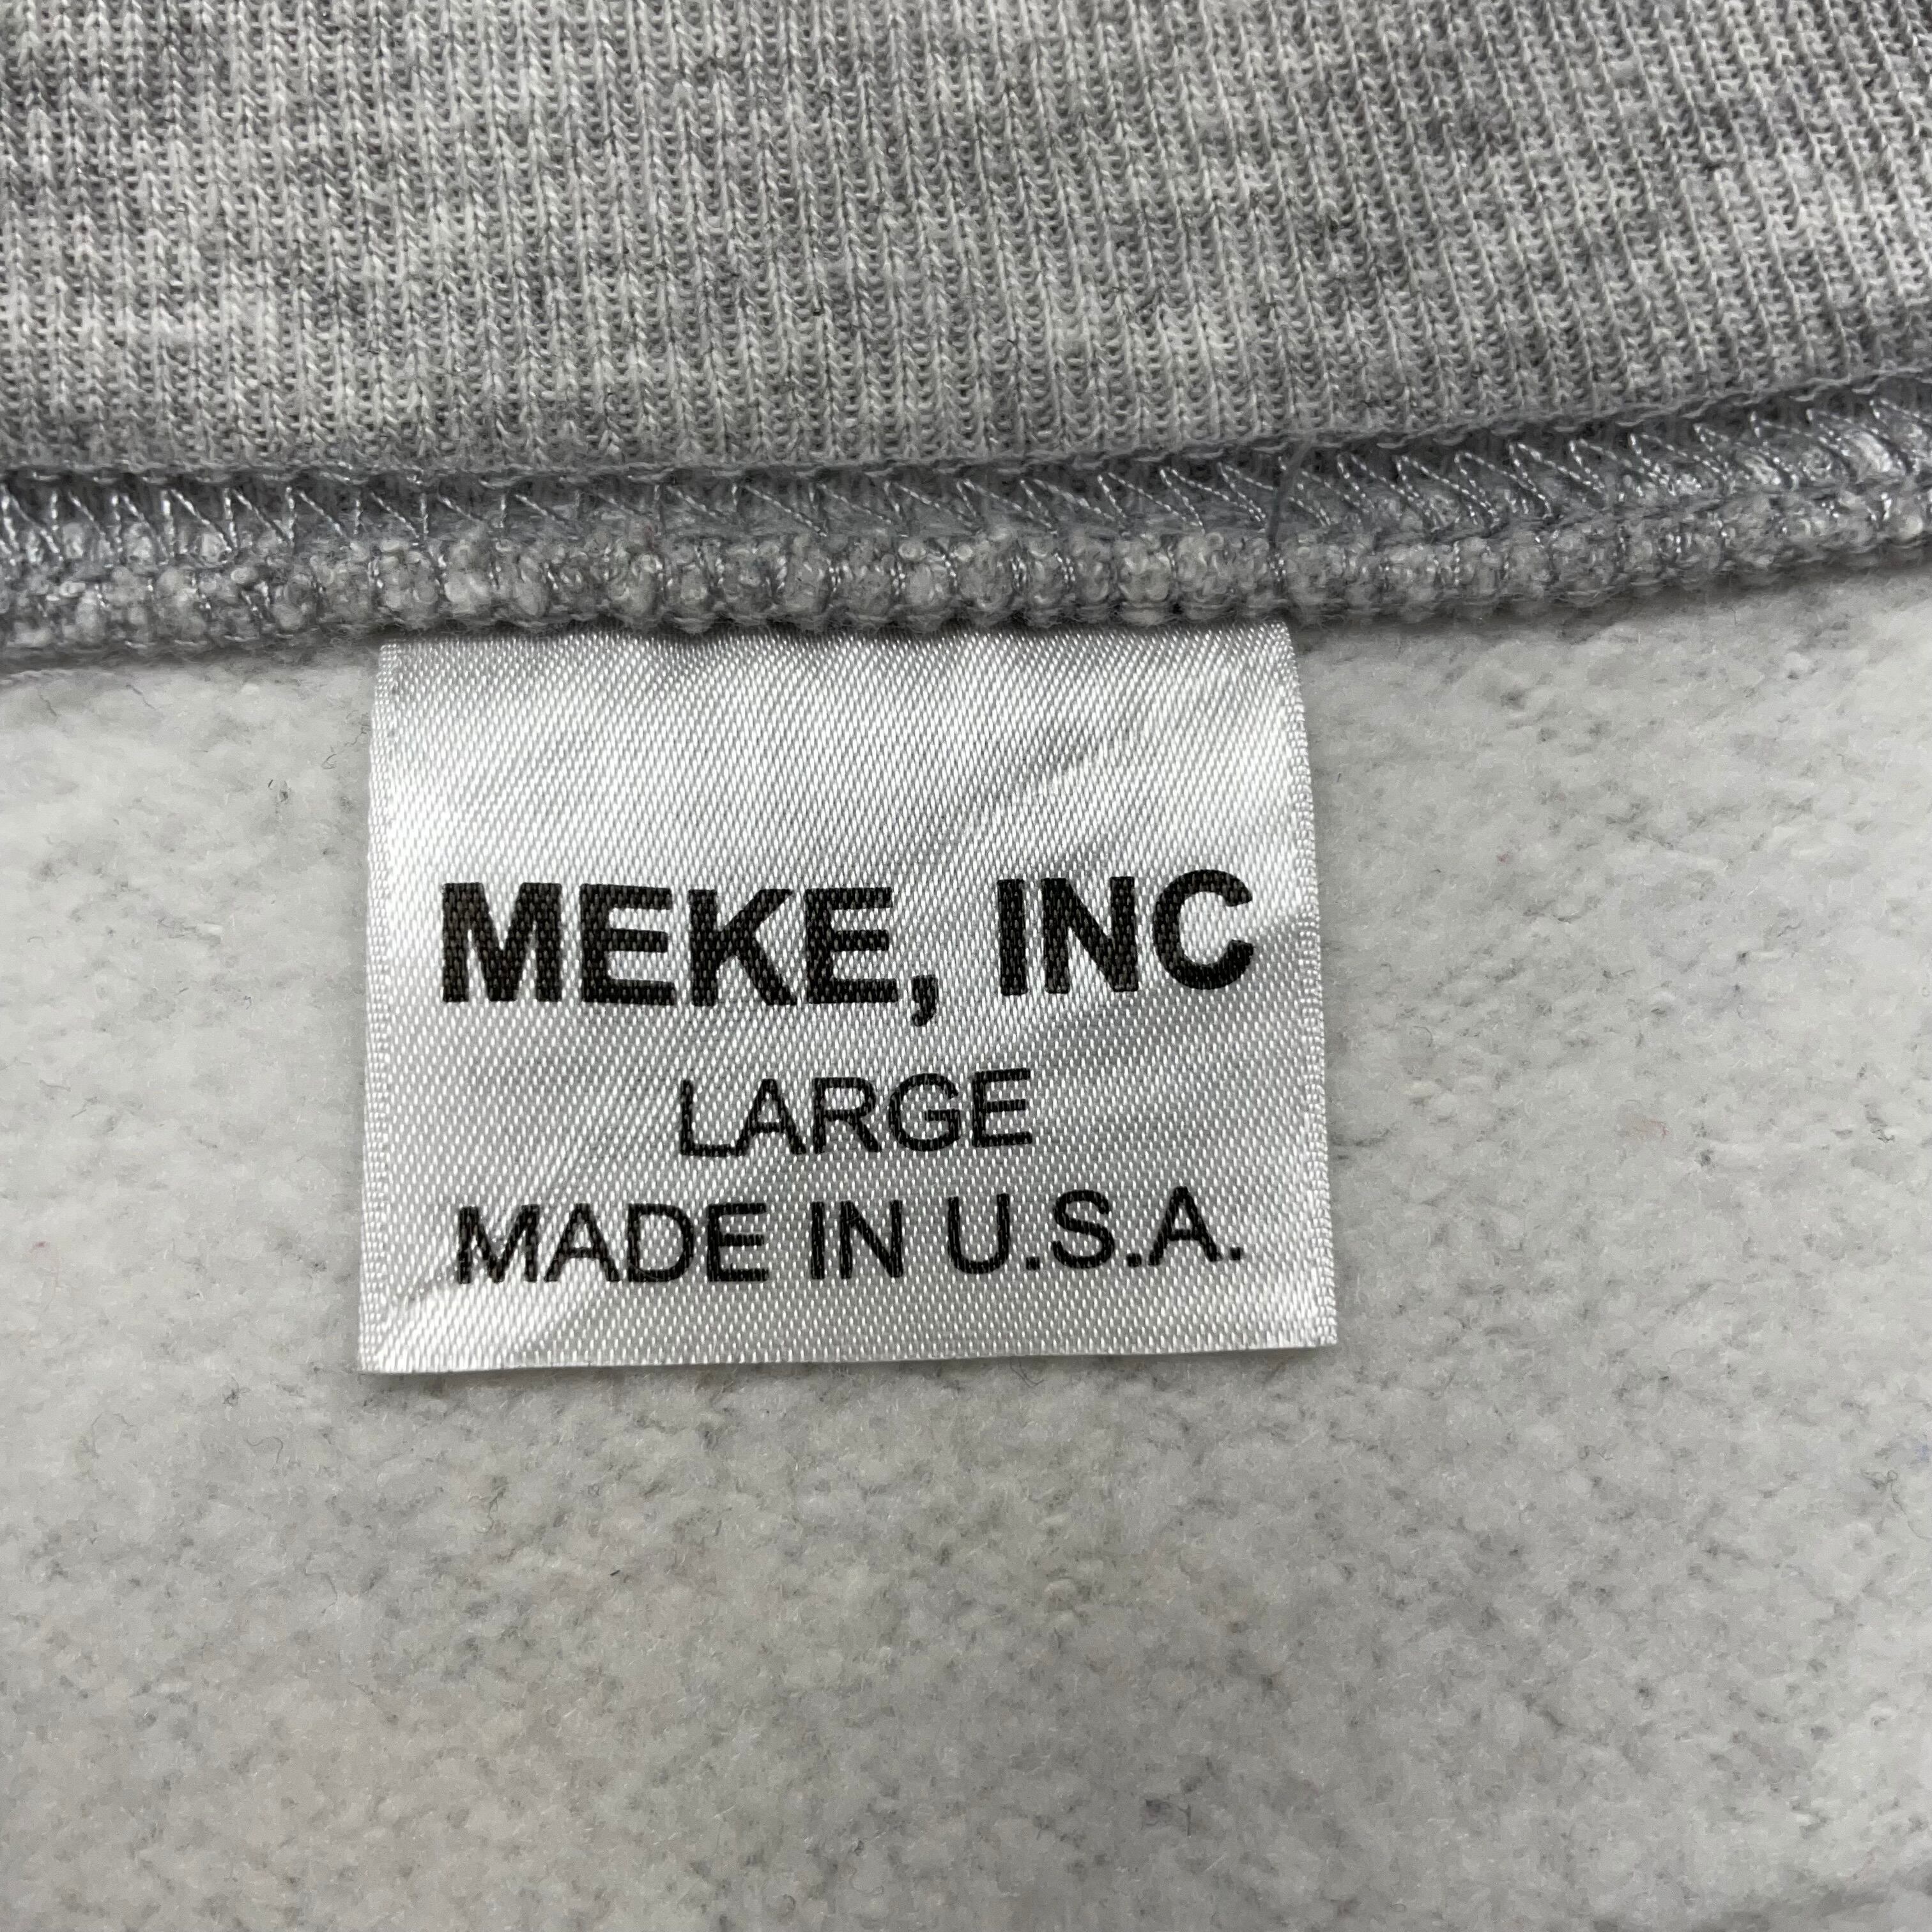 MEKE, INC
LARGE
MADE IN U.S.A.